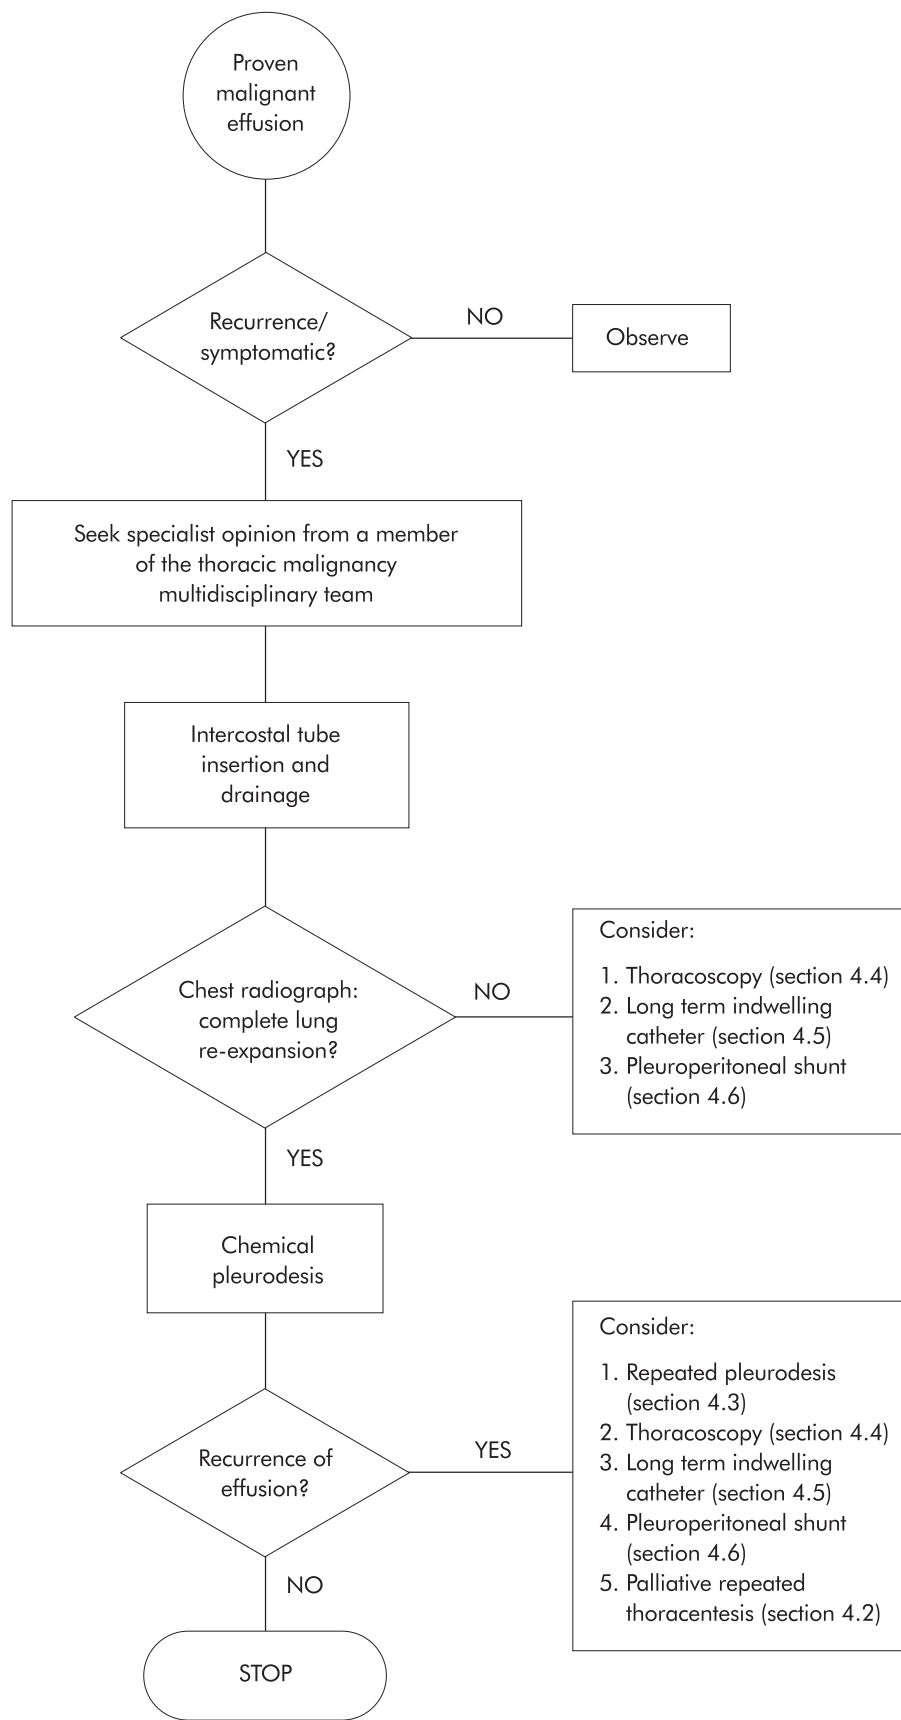 Proven
malignant
effusion
Recurrence/
symptomatic?
NO
Observe
YES
Seek specialist opinion from a member
of the thoracic malignancy
multidisciplinary team
Intercostal tube
insertion and
drainage
Chest radiograph:
complete lung
re-expansion?
NO
Consider:
1. Thoracoscopy (section 4.4)
2. Long term indwelling
catheter (section 4.5)
3. Pleuroperitoneal shunt
(section 4.6)
YES
Chemical
pleurodesis
Recurrence of
effusion?
YES
Consider:
1. Repeated pleurodesis
(section 4.3)
2. Thoracoscopy (section 4.4)
3. Long term indwelling
catheter (section 4.5)
4. Pleuroperitoneal shunt
(section 4.6)
5. Palliative repeated
thoracentesis (section 4.2)
NO
STOP